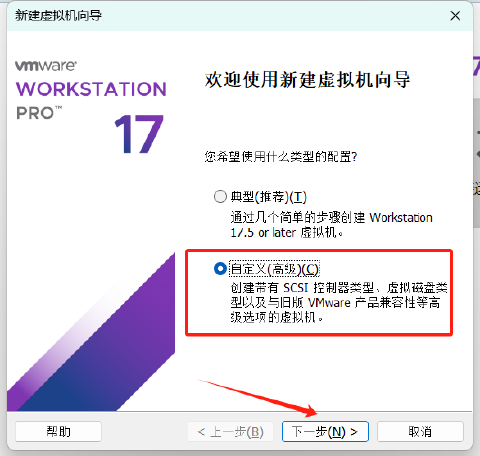 新建虚拟机向导
vmware
WORKSTATION
PRO™
17
欢迎使用新建虚拟机向导
您希望使用什么类型的配置?
典型(推荐)(T)
通过几个简单的步骤创建 Workstation
17.5 or later 虚拟机。
自定义(高级)(C)
创建带有 SCSI 控制器类型、虚拟磁盘类
型以及与旧版 VMware 产品兼容性等高
级选项的虚拟机。
帮助
< 上一步(B)
下一步(N) >
取消